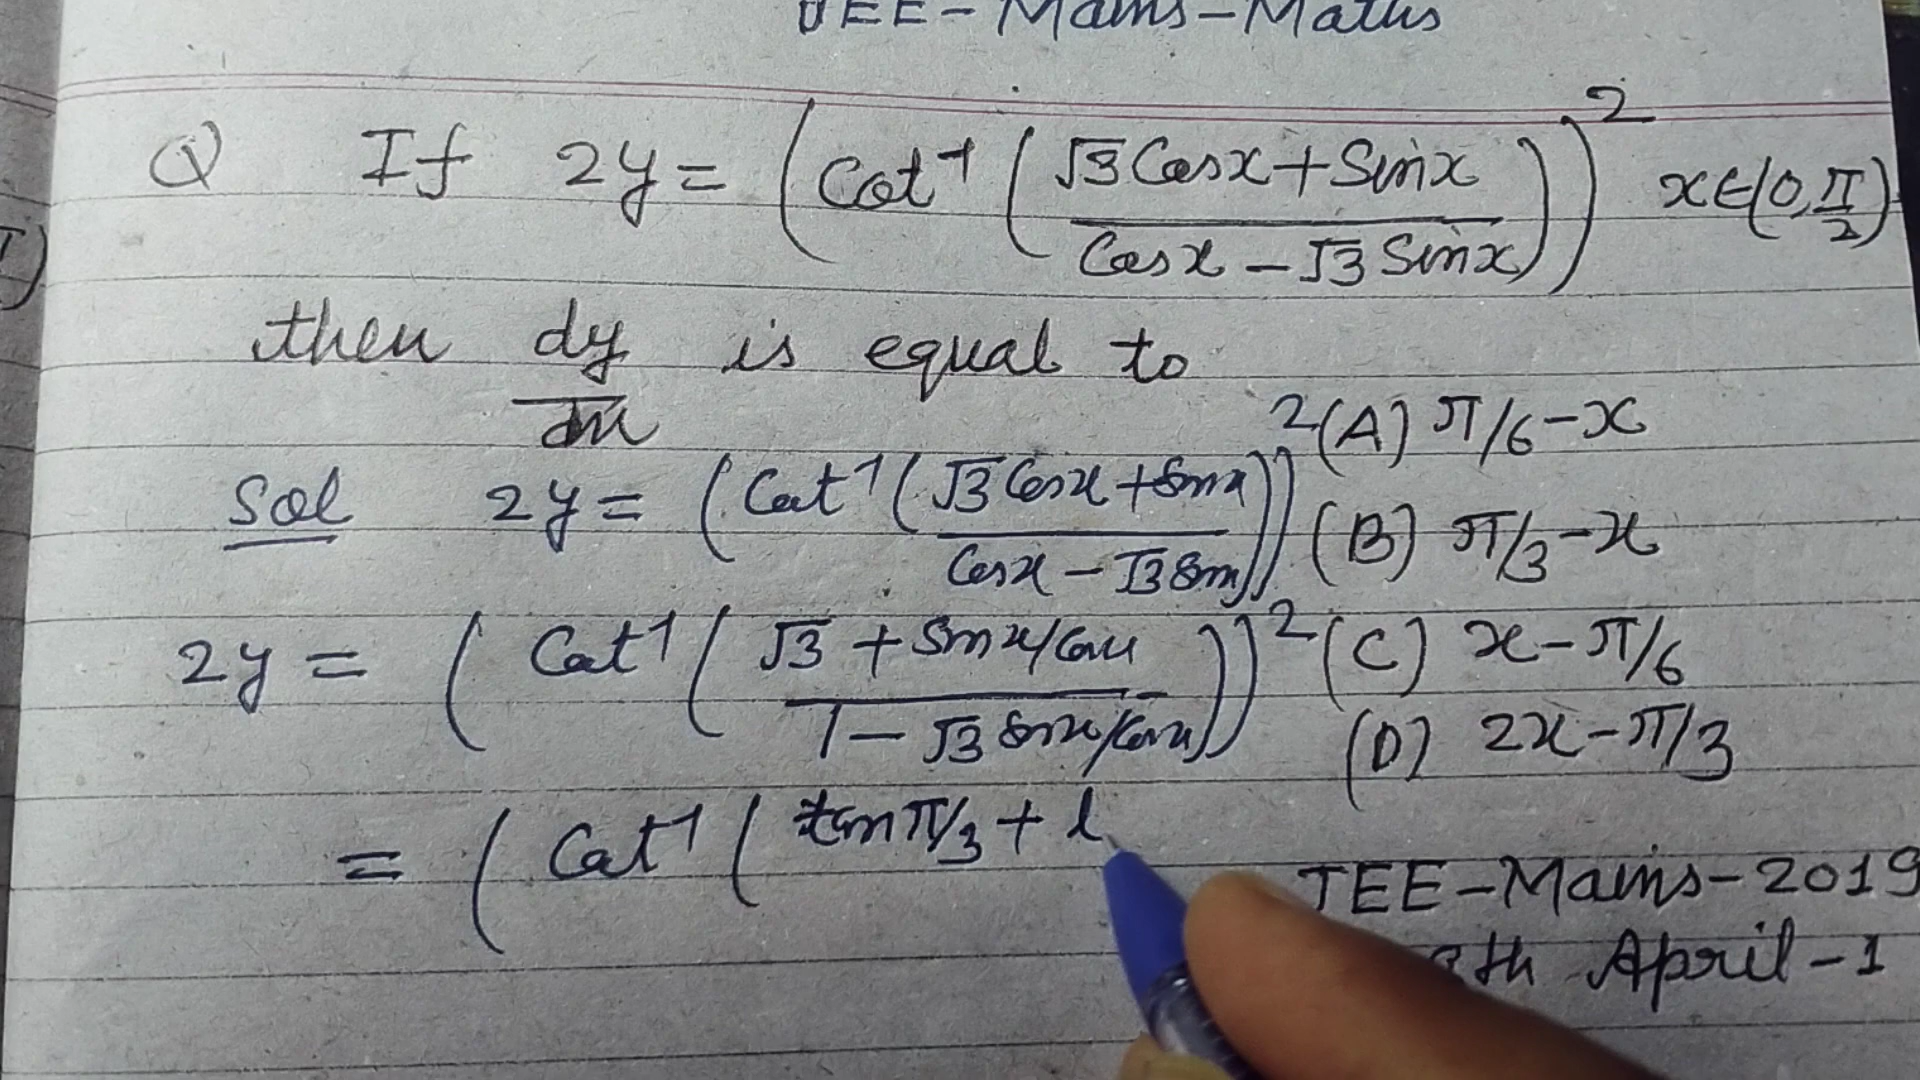 JEE-Mains-Maths
Q If 2y = (Cot⁻¹ (√3 Cosx + Sinx / Cosx - √3 Sinx))² x∈(0, π/2)
then dy/dx is equal to
(A) π/6 - x
Sol 2y = (Cot⁻¹ (√3 Cosx + Sinx / Cosx - √3 Sinx))²
(B) π/3 - x
2y = (Cot⁻¹ (√3 + Sinx/Cosx / 1 - √3 Sinx/Cosx))²
(C) x - π/6
(D) 2x - π/3
= (Cot⁻¹ (tan π/3 + t
JEE-Mains-2019
th April-1